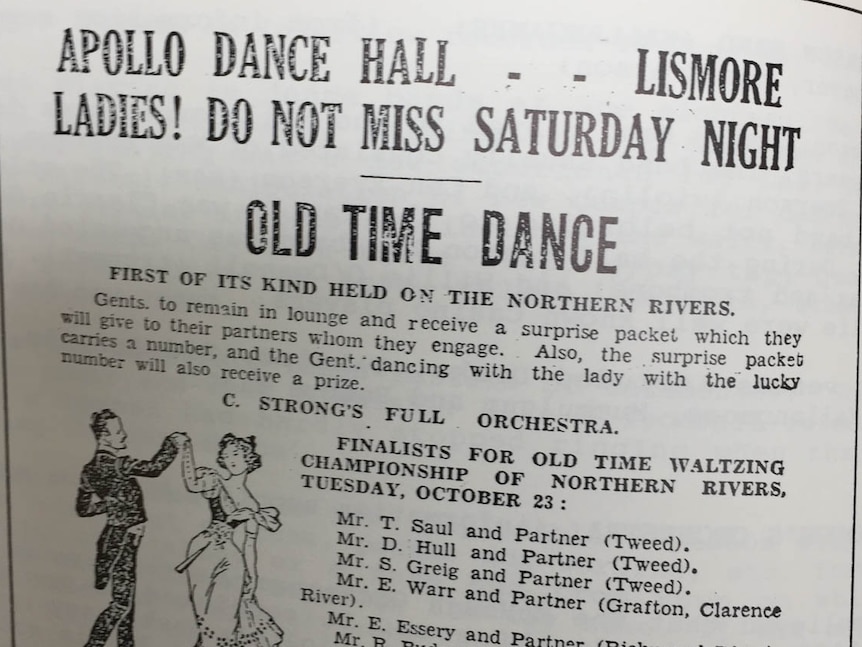 APOLLO DANCE HALL - - LISMORE
LADIES! DO NOT MISS SATURDAY NIGHT
OLD TIME DANCE
FIRST OF ITS KIND HELD ON THE NORTHERN RIVERS.
Gents. to remain in lounge and receive a surprise packet which they
will give to their partners whom they engage. Also, the surprise packet
carries a number, and the Gent. dancing with the lady with the lucky
number will also receive a prize.
C. STRONG'S FULL ORCHESTRA.
FINALISTS FOR OLD TIME WALTZING
CHAMPIONSHIP OF NORTHERN RIVERS,
TUESDAY, OCTOBER 23:
Mr. T. Saul and Partner (Tweed).
Mr. D. Hull and Partner (Tweed).
Mr. S. Greig and Partner (Tweed).
Mr. E. Warr and Partner (Grafton, Clarence
River).
Mr. E. Essery and Partner
Mr.